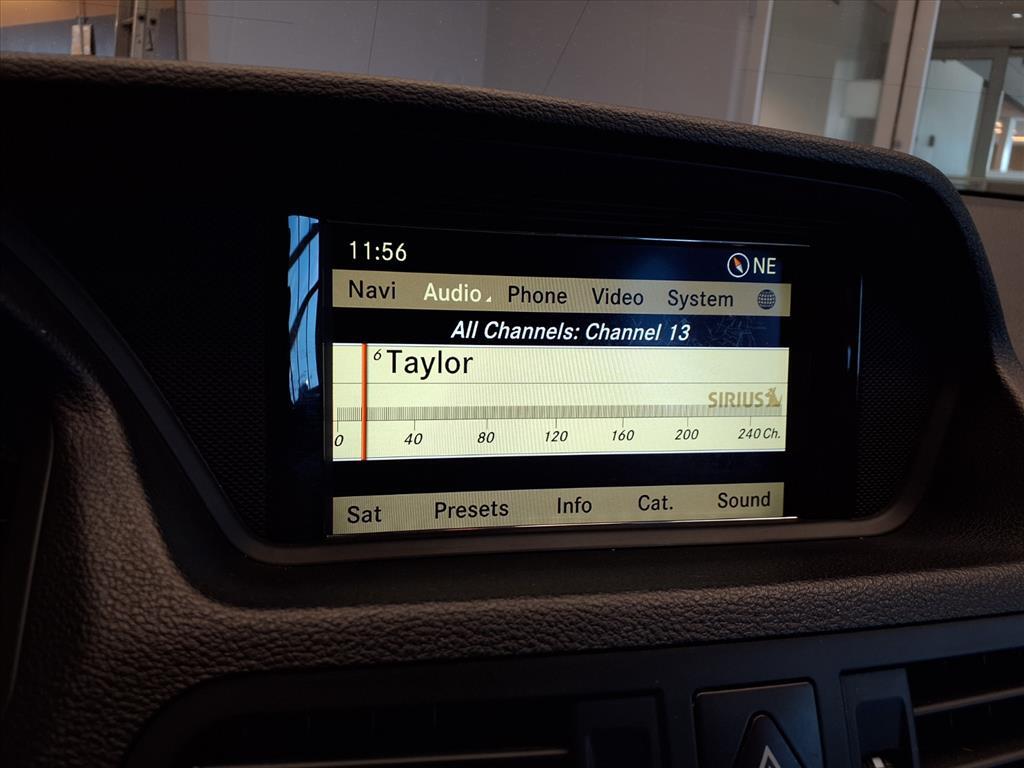 11:56
NE
Navi Audio Phone Video System
All Channels: Channel 13
6 Taylor
SIRIUS
0 40 80 120 160 200 240 Ch.
Sat Presets Info Cat. Sound